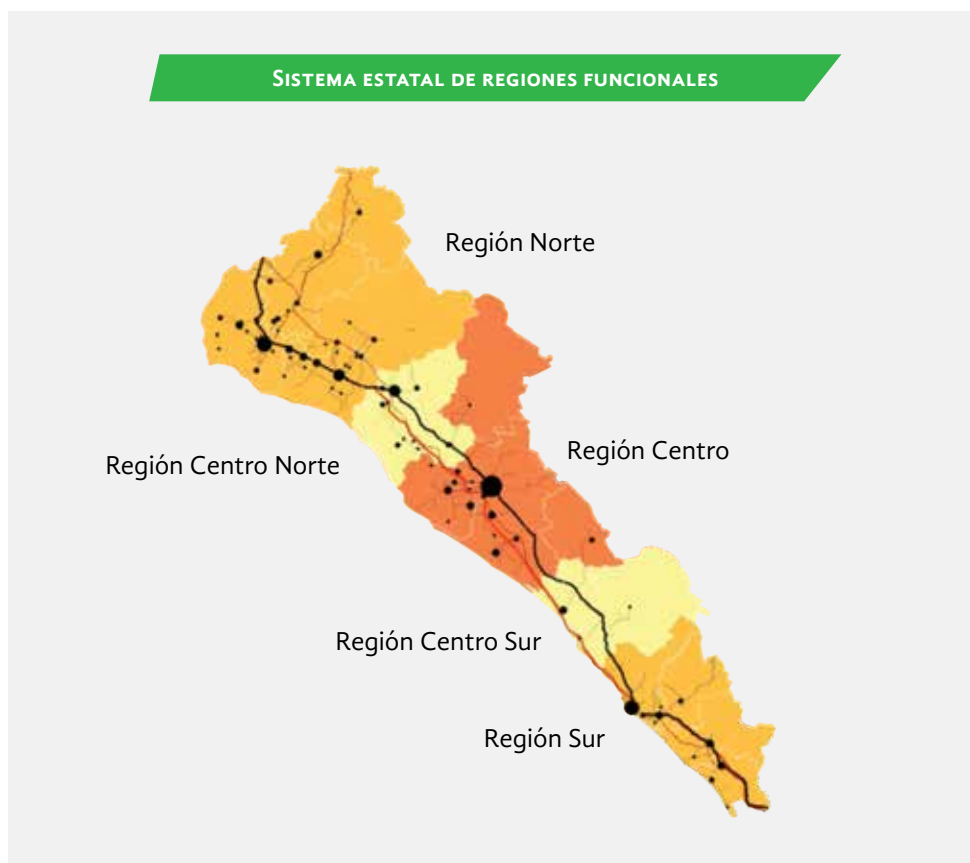 SISTEMA ESTATAL DE REGIONES FUNCIONALES
Región Norte
Región Centro
Región Centro Norte
Región Centro Sur
Región Sur